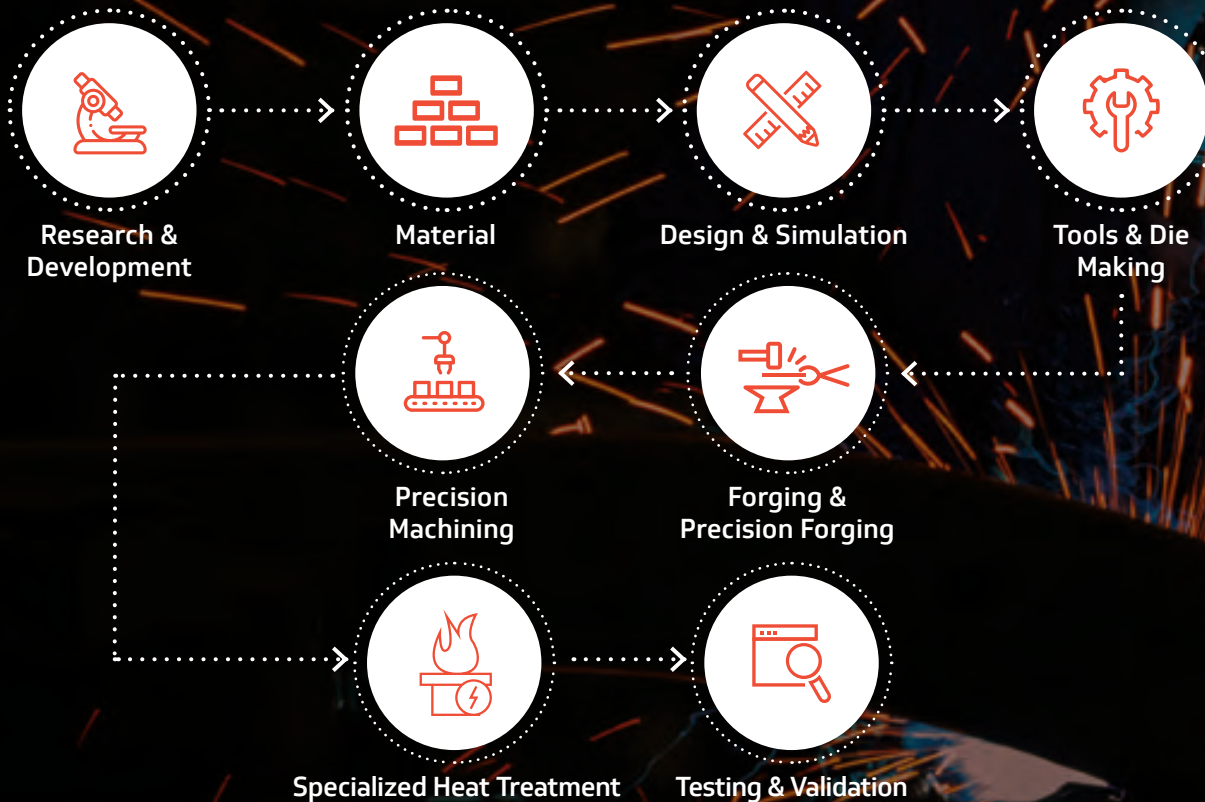 Research &
Development
Material
Design & Simulation
Tools & Die
Making
Precision
Machining
Forging &
Precision Forging
Specialized Heat Treatment
Testing & Validation